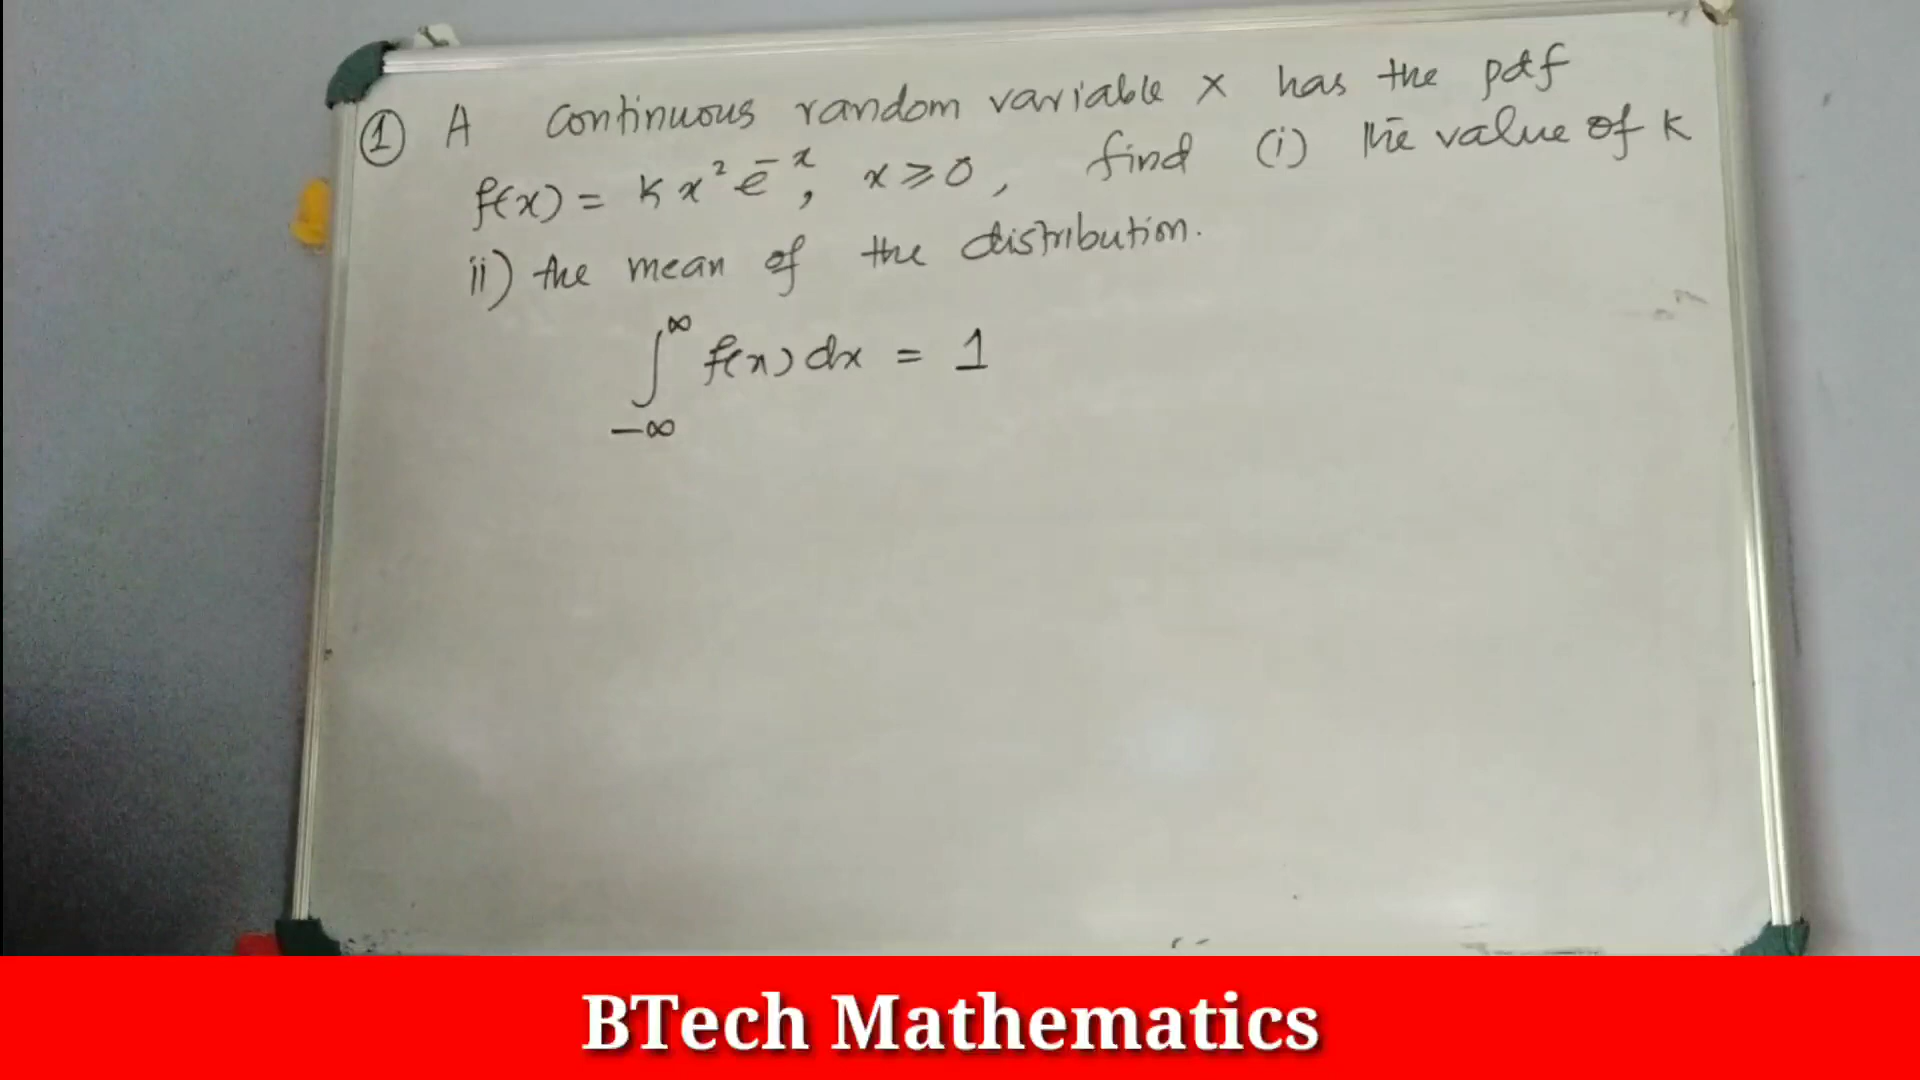 ① A continuous random variable X has the pdf
f(x) = K x² e⁻ˣ, x ≥ 0, find (i) the value of K
ii) the mean of the distribution.
∫_{-∞}^{∞} f(x) dx = 1
BTech Mathematics